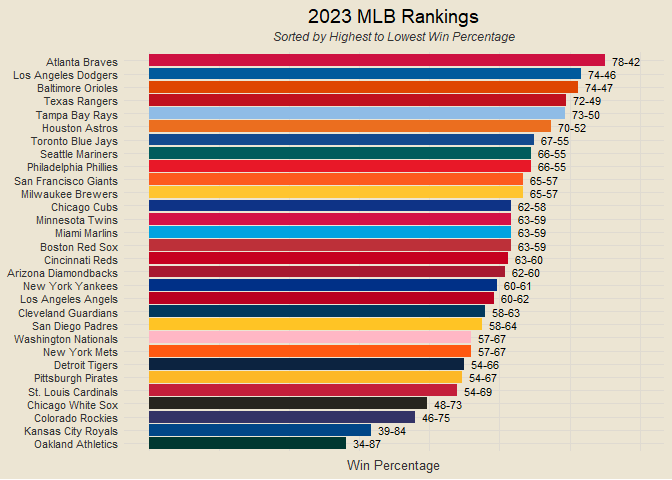 2023 MLB Rankings
Sorted by Highest to Lowest Win Percentage
Atlanta Braves 78-42
Los Angeles Dodgers 74-46
Baltimore Orioles 74-47
Texas Rangers 72-49
Tampa Bay Rays 73-50
Houston Astros 70-52
Toronto Blue Jays 67-55
Seattle Mariners 66-55
Philadelphia Phillies 66-55
San Francisco Giants 65-57
Milwaukee Brewers 65-57
Chicago Cubs 62-58
Minnesota Twins 63-59
Miami Marlins 63-59
Boston Red Sox 63-59
Cincinnati Reds 63-60
Arizona Diamondbacks 62-60
New York Yankees 60-61
Los Angeles Angels 60-62
Cleveland Guardians 58-63
San Diego Padres 58-64
Washington Nationals 57-67
New York Mets 57-67
Detroit Tigers 54-66
Pittsburgh Pirates 54-67
St. Louis Cardinals 54-69
Chicago White Sox 48-73
Colorado Rockies 46-75
Kansas City Royals 39-84
Oakland Athletics 34-87
Win Percentage